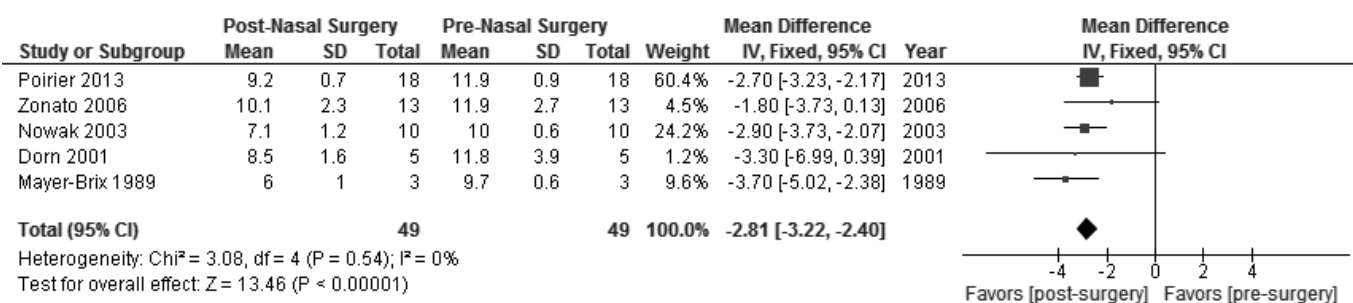 Post-Nasal Surgery Pre-Nasal Surgery Mean Difference Mean Difference
Study or Subgroup Mean SD Total Mean SD Total Weight IV, Fixed, 95% CI Year IV, Fixed, 95% CI
Poirier 2013 9.2 0.7 18 11.9 0.9 18 60.4% -2.70 [-3.23, -2.17] 2013
Zonato 2006 10.1 2.3 13 11.9 2.7 13 4.5% -1.80 [-3.73, 0.13] 2006
Nowak 2003 7.1 1.2 10 10 0.6 10 24.2% -2.90 [-3.73, -2.07] 2003
Dorn 2001 8.5 1.6 5 11.8 3.9 5 1.2% -3.30 [-6.99, 0.39] 2001
Mayer-Brix 1989 6 1 3 9.7 0.6 3 9.6% -3.70 [-5.02, -2.38] 1989
Total (95% CI) 49 49 100.0% -2.81 [-3.22, -2.40]
Heterogeneity: Chi² = 3.08, df = 4 (P = 0.54); I² = 0%
Test for overall effect: Z = 13.46 (P < 0.00001)
-4 -2 0 2 4
Favors [post-surgery] Favors [pre-surgery]